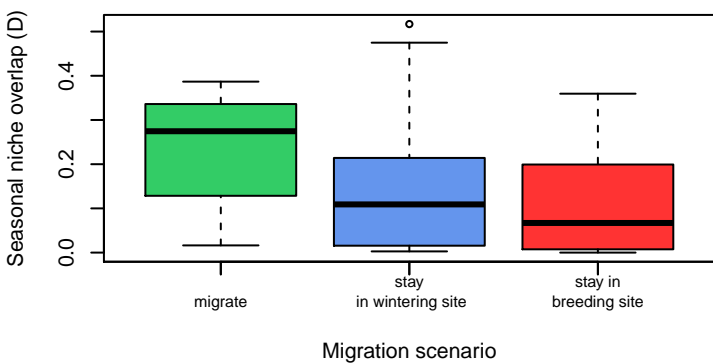 Seasonal niche overlap (D)
0.4
0.2
0.0
migrate
stay
in wintering site
stay in
breeding site
Migration scenario